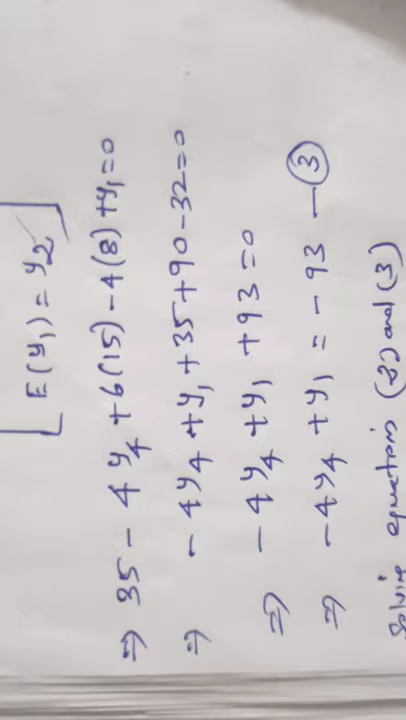 [E(y₁) = y₂]
⇒ 35 - 4y₄ + 6(15) - 4(8) + y₁ = 0
⇒ - 4y₄ + y₁ + 35 + 90 - 32 = 0
⇒ - 4y₄ + y₁ + 93 = 0
⇒ - 4y₄ + y₁ = - 93 — ③
Solving equations (2) and (3)